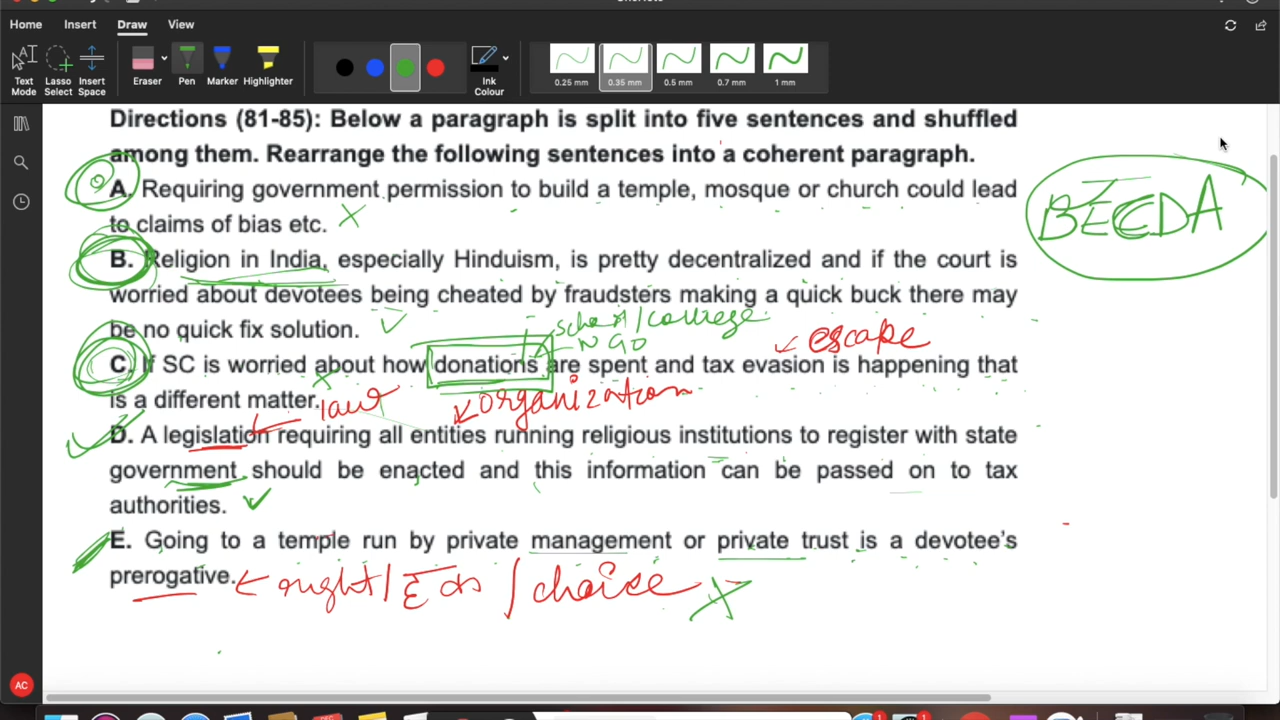 Home Insert Draw View
Text Mode
Lasso Select
Insert Space
Eraser
Pen
Marker
Highlighter
Ink Colour
0.25 mm
0.35 mm
0.5 mm
0.7 mm
1 mm
Directions (81-85): Below a paragraph is split into five sentences and shuffled
among them. Rearrange the following sentences into a coherent paragraph.
A. Requiring government permission to build a temple, mosque or church could lead
to claims of bias etc.
B. Religion in India, especially Hinduism, is pretty decentralized and if the court is
worried about devotees being cheated by fraudsters making a quick buck there may
be no quick fix solution.
school/college
NGO
escape
C. If SC is worried about how donations are spent and tax evasion is happening that
is a different matter.
law
organization
D. A legislation requiring all entities running religious institutions to register with state
government should be enacted and this information can be passed on to tax
authorities.
E. Going to a temple run by private management or private trust is a devotee's
prerogative.
right/ /choice
BECDA
AC